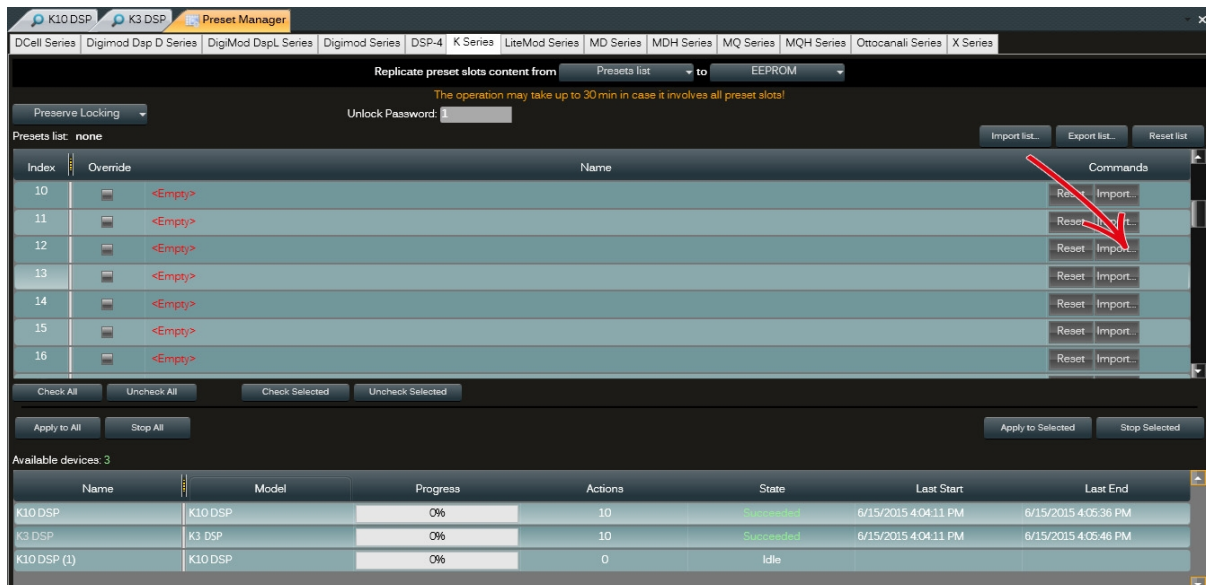 K10 DSP K3 DSP Preset Manager
DCell Series Digimod Dsp D Series DigiMod DspL Series Digimod Series DSP-4 K Series LiteMod Series MD Series MDH Series MQ Series MQH Series Ottocanali Series X Series
Replicate preset slots content from Presets list to EEPROM
The operation may take up to 30 min in case it involves all preset slots!
Preserve Locking Unlock Password: 1
Presets list: none Import list... Export list... Reset list
Index Override Name Commands
10 <Empty> Reset Import...
11 <Empty> Reset Import...
12 <Empty> Reset Import...
13 <Empty> Reset Import...
14 <Empty> Reset Import...
15 <Empty> Reset Import...
16 <Empty> Reset Import...
Check All Uncheck All Check Selected Uncheck Selected
Apply to All Stop All Apply to Selected Stop Selected
Available devices: 3
Name Model Progress Actions State Last Start Last End
K10 DSP K10 DSP 0% 10 Succeeded 6/15/2015 4:04:11 PM 6/15/2015 4:05:36 PM
K3 DSP K3 DSP 0% 10 Succeeded 6/15/2015 4:04:11 PM 6/15/2015 4:05:46 PM
K10 DSP (1) K10 DSP 0% 0 Idle